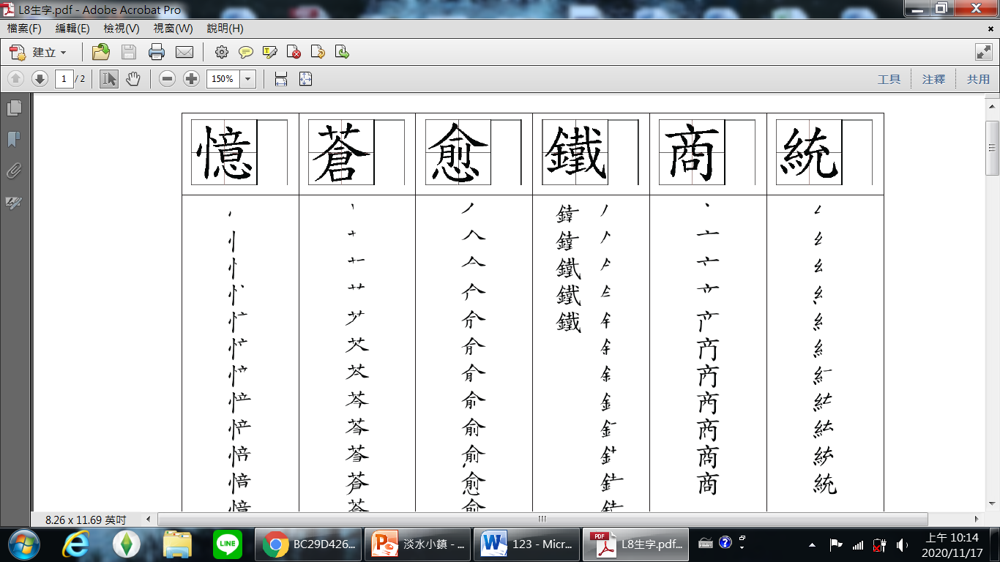 L8生字.pdf - Adobe Acrobat Pro
檔案(F) 編輯(E) 檢視(V) 視窗(W) 說明(H)
建立
1 / 2 150% 工具 注釋 共用
憶 蒼 愈 鐵 商 統
8.26 x 11.69 英吋
LINE BC29D426... 淡水小鎮 - ... 123 - Micr... PDF L8生字.pdf...
上午 10:14
2020/11/17